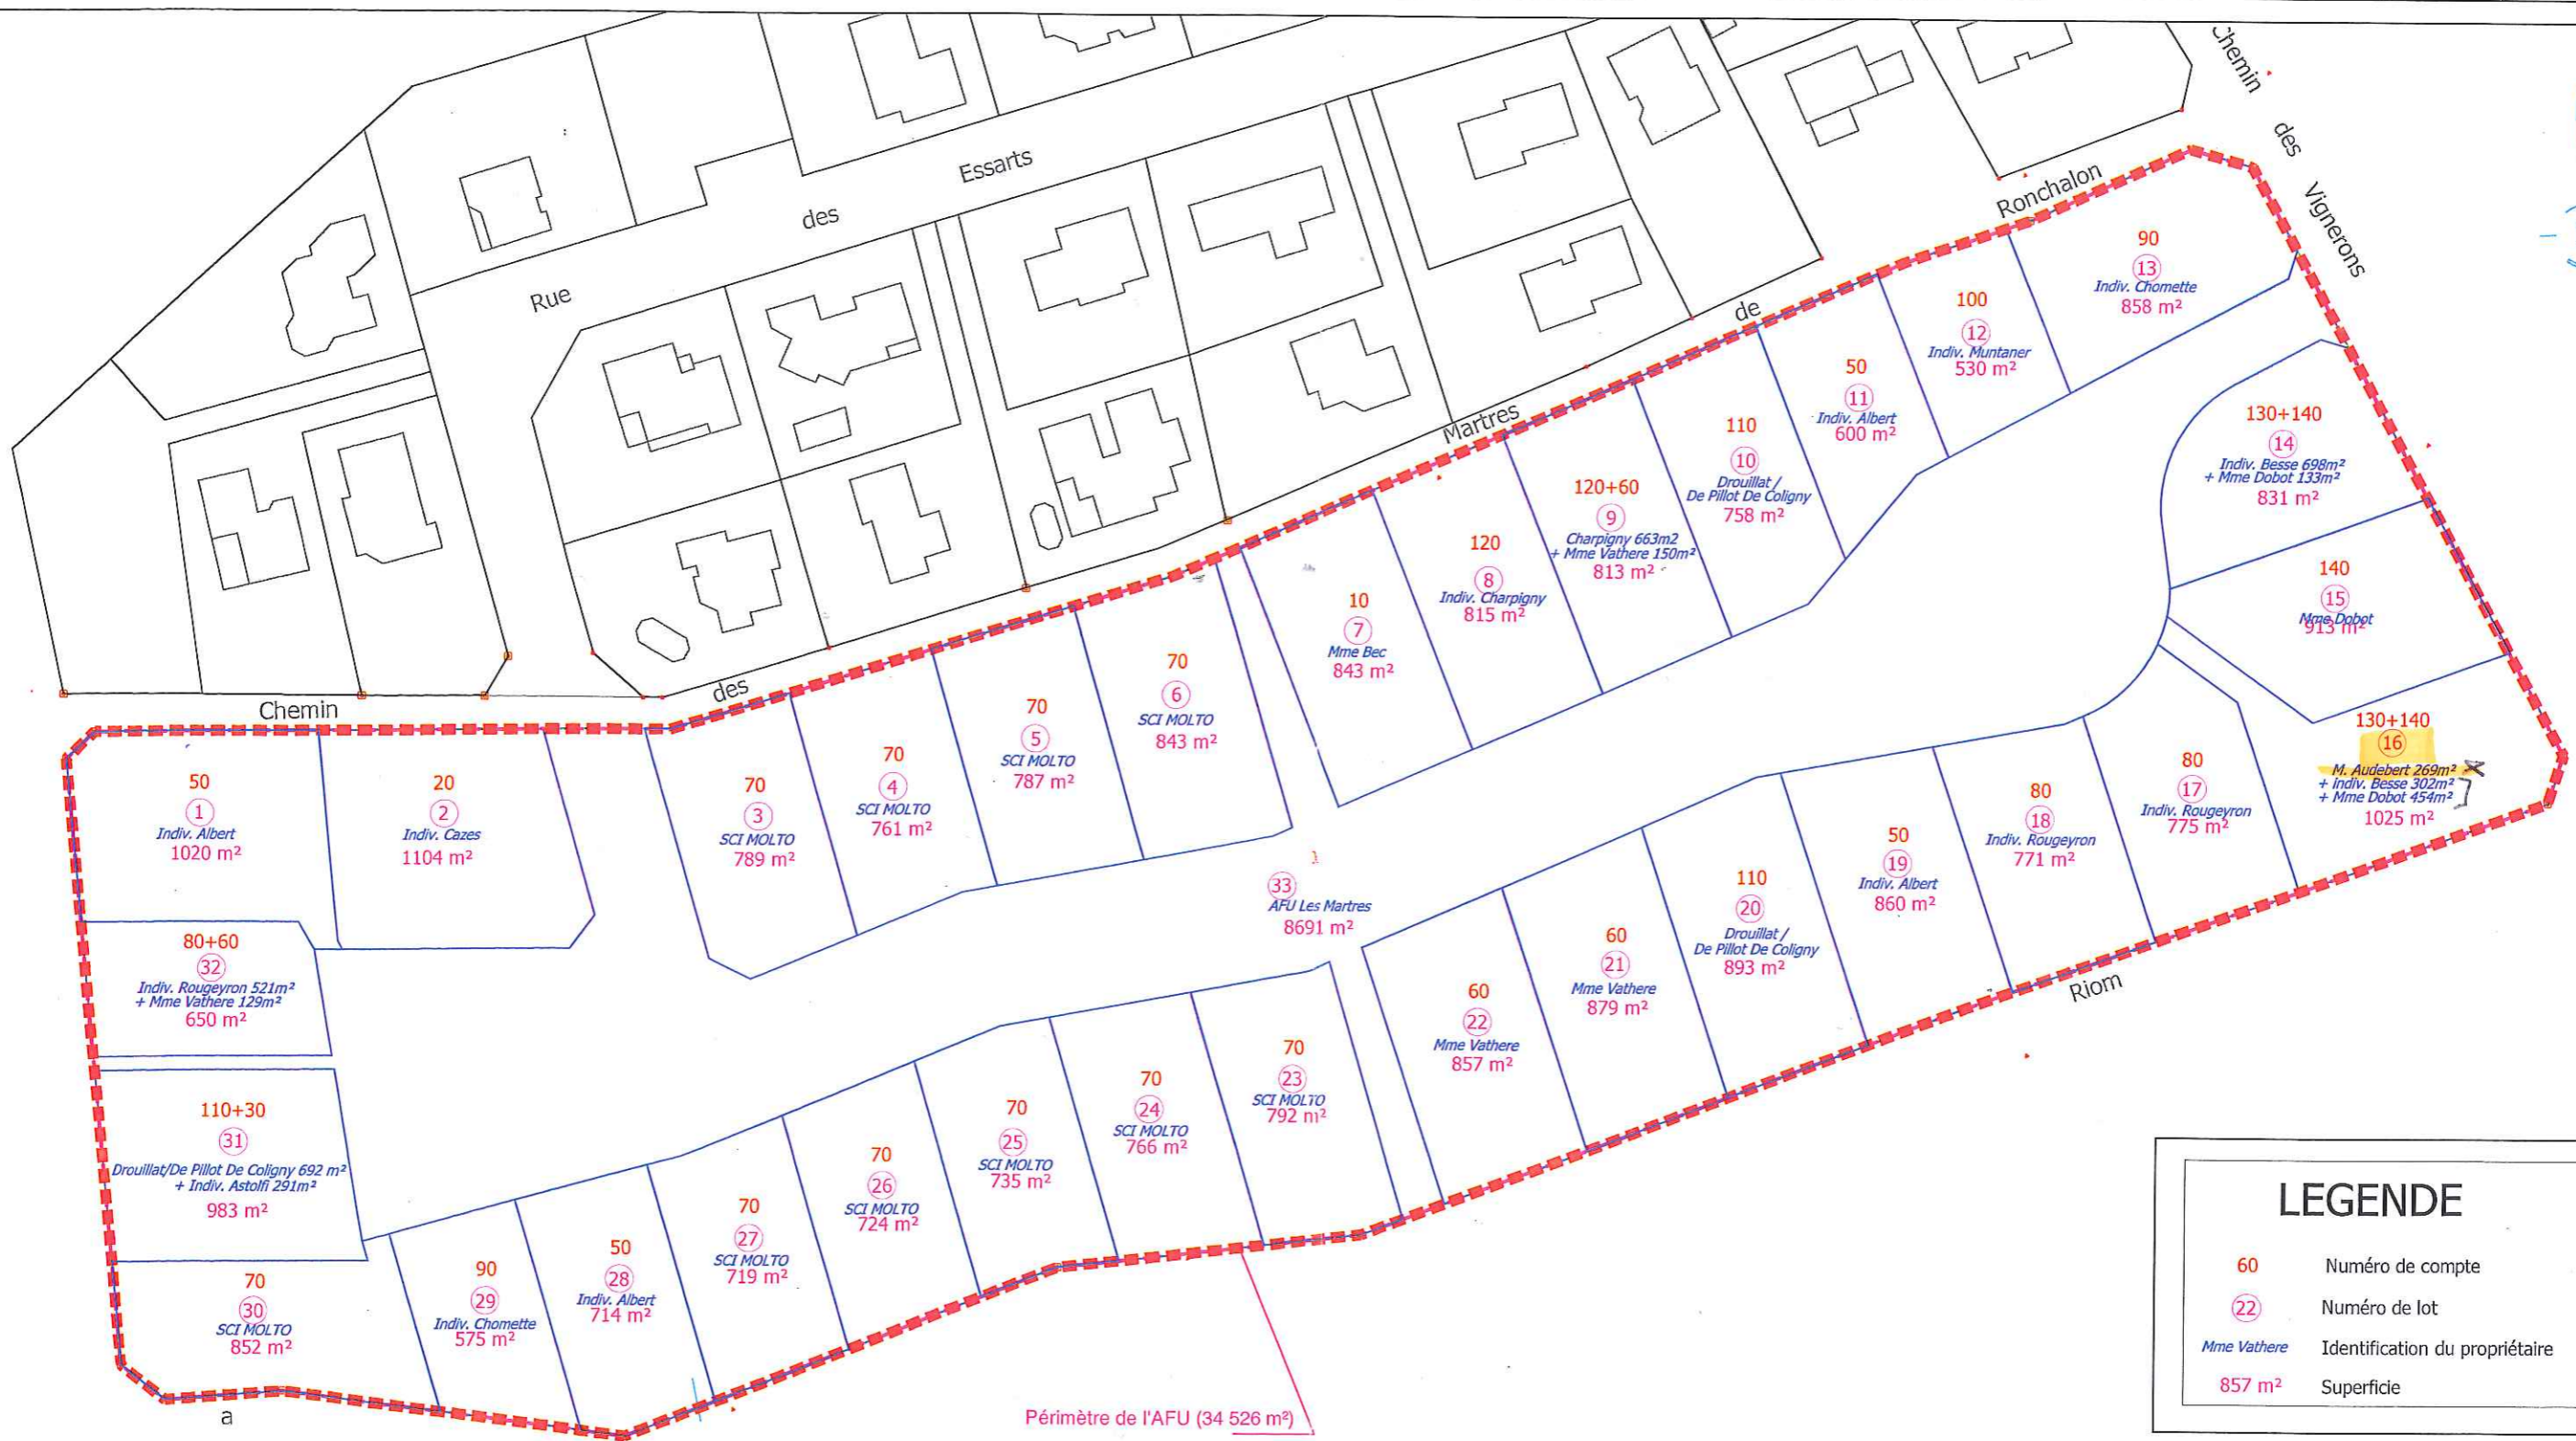 Chemin
des
Vignerons
Rue
des
Essarts
Chemin
des
Martres
de
Ronchalon
90
13
Indiv. Chomette
858 m²
100
12
Indiv. Muntaner
530 m²
50
11
Indiv. Albert
600 m²
110
10
Drouillat /
De Pillot De Coligny
758 m²
120+60
9
Charpigny 663m2
+ Mme Vathere 150m²
813 m²
120
8
Indiv. Charpigny
815 m²
10
7
Mme Bec
843 m²
70
6
SCI MOLTO
843 m²
70
5
SCI MOLTO
787 m²
70
4
SCI MOLTO
761 m²
70
3
SCI MOLTO
789 m²
20
2
Indiv. Cazes
1104 m²
50
1
Indiv. Albert
1020 m²
130+140
14
Indiv. Besse 698m²
+ Mme Dobot 133m²
831 m²
140
15
Mme Dobot
913 m²
130+140
16
M. Audebert 269m²
+ Indiv. Besse 302m²
+ Mme Dobot 454m²
1025 m²
80
17
Indiv. Rougeyron
775 m²
80
18
Indiv. Rougeyron
771 m²
50
19
Indiv. Albert
860 m²
110
20
Drouillat /
De Pillot De Coligny
893 m²
60
21
Mme Vathere
879 m²
60
22
Mme Vathere
857 m²
33
AFU Les Martres
8691 m²
70
23
SCI MOLTO
792 m²
70
24
SCI MOLTO
766 m²
70
25
SCI MOLTO
735 m²
70
26
SCI MOLTO
724 m²
70
27
SCI MOLTO
719 m²
50
28
Indiv. Albert
714 m²
90
29
Indiv. Chomette
575 m²
70
30
SCI MOLTO
852 m²
110+30
31
Drouillat/De Pillot De Coligny 692 m²
+ Indiv. Astolfi 291m²
983 m²
80+60
32
Indiv. Rougeyron 521m²
+ Mme Vathere 129m²
650 m²
a
Riom
Périmètre de l'AFU (34 526 m²)
LEGENDE
60 Numéro de compte
22 Numéro de lot
Mme Vathere Identification du propriétaire
857 m² Superficie